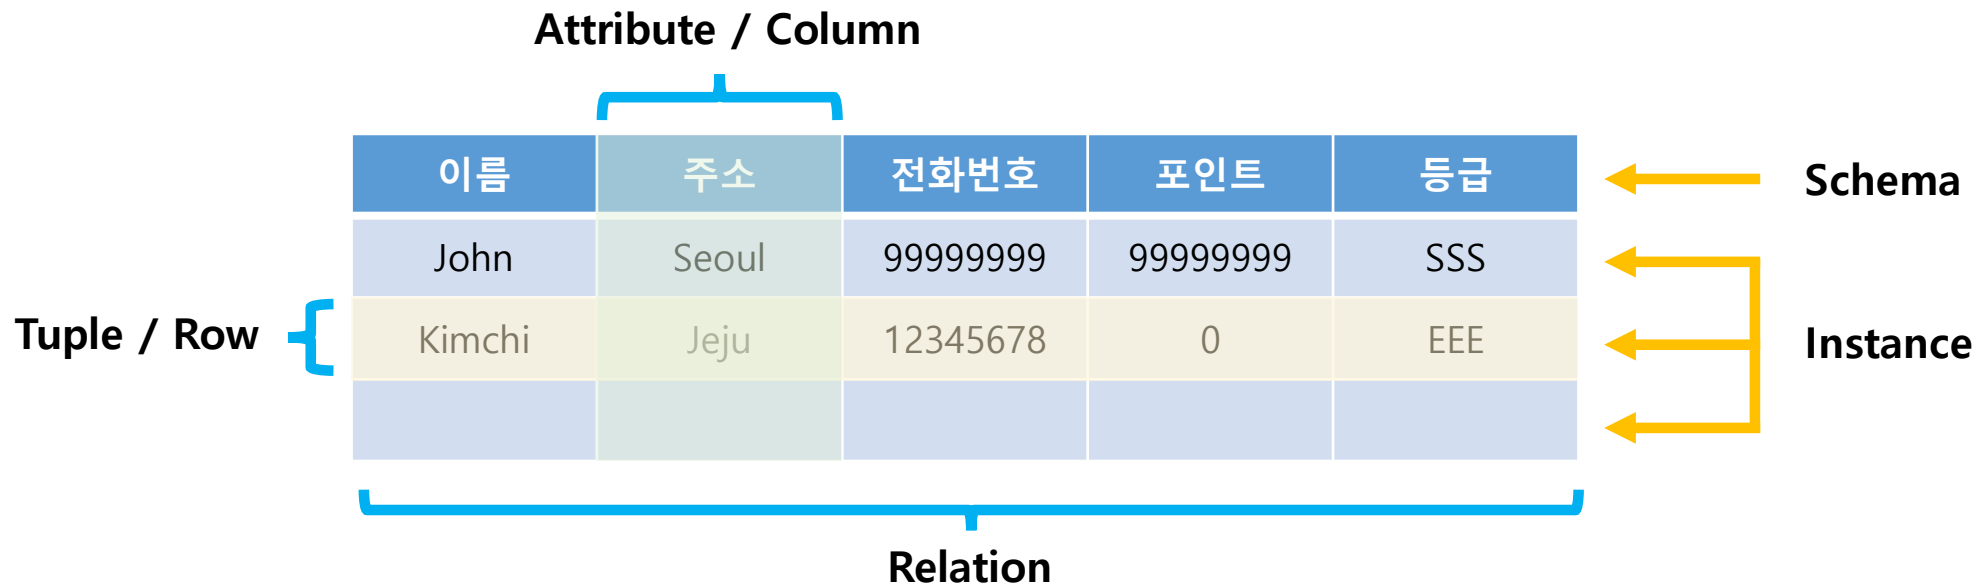 Attribute / Column
이름 주소 전화번호 포인트 등급
Schema
John Seoul 99999999 99999999 SSS
Tuple / Row
Kimchi Jeju 12345678 0 EEE
Instance
Relation